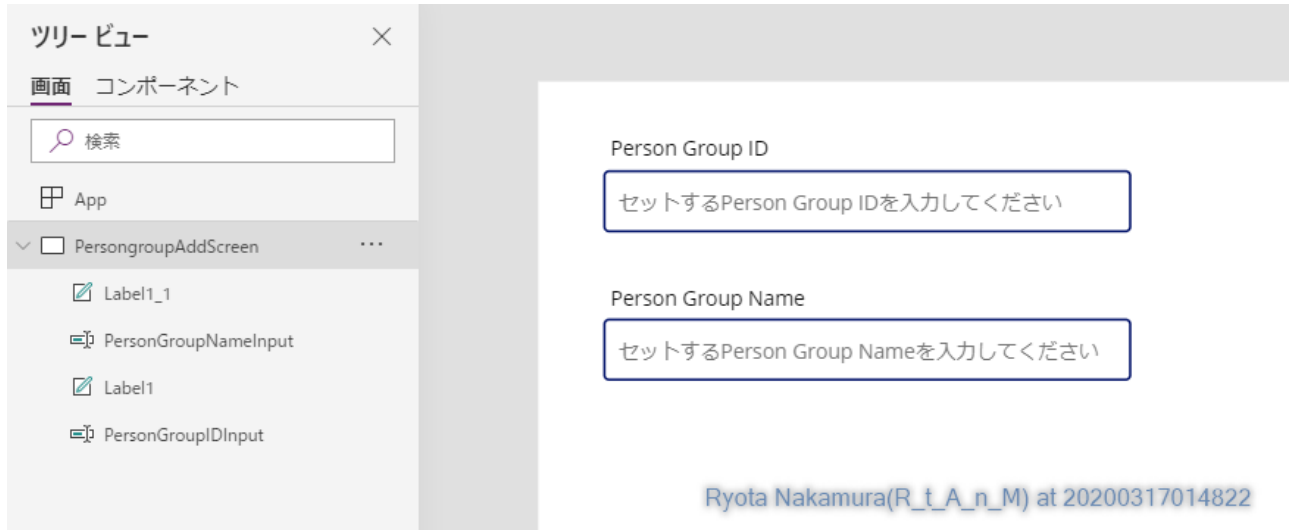 ツリー ビュー
画面 コンポーネント
検索
App
PersongroupAddScreen
Label1_1
PersonGroupNameInput
Label1
PersonGroupIDInput
Person Group ID
セットするPerson Group IDを入力してください
Person Group Name
セットするPerson Group Nameを入力してください
Ryota Nakamura(R_t_A_n_M) at 20200317014822